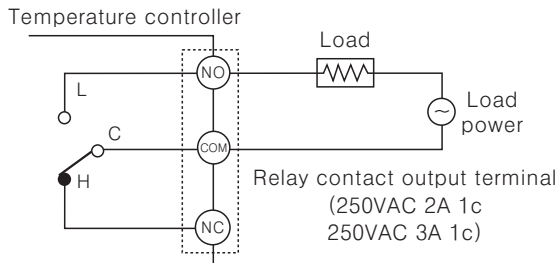 Temperature controller
Load
NO
L
Load
power
C
COM
H
Relay contact output terminal
(250VAC 2A 1c
250VAC 3A 1c)
NC